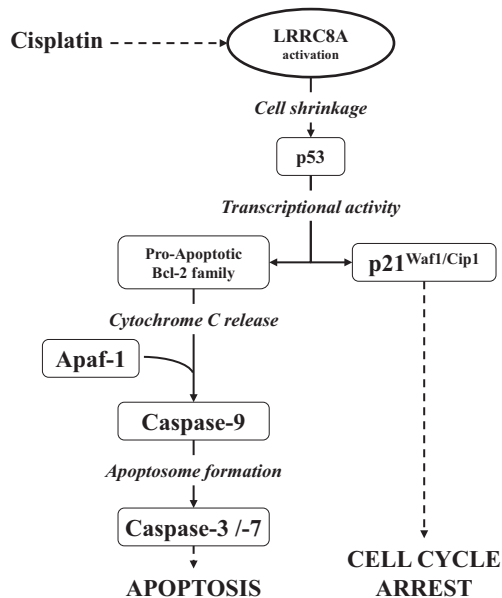 Cisplatin
LRRC8A
activation
Cell shrinkage
p53
Transcriptional activity
Pro-Apoptotic
Bcl-2 family
p21Waf1/Cip1
Cytochrome C release
Apaf-1
Caspase-9
Apoptosome formation
Caspase-3 /-7
APOPTOSIS
CELL CYCLE
ARREST